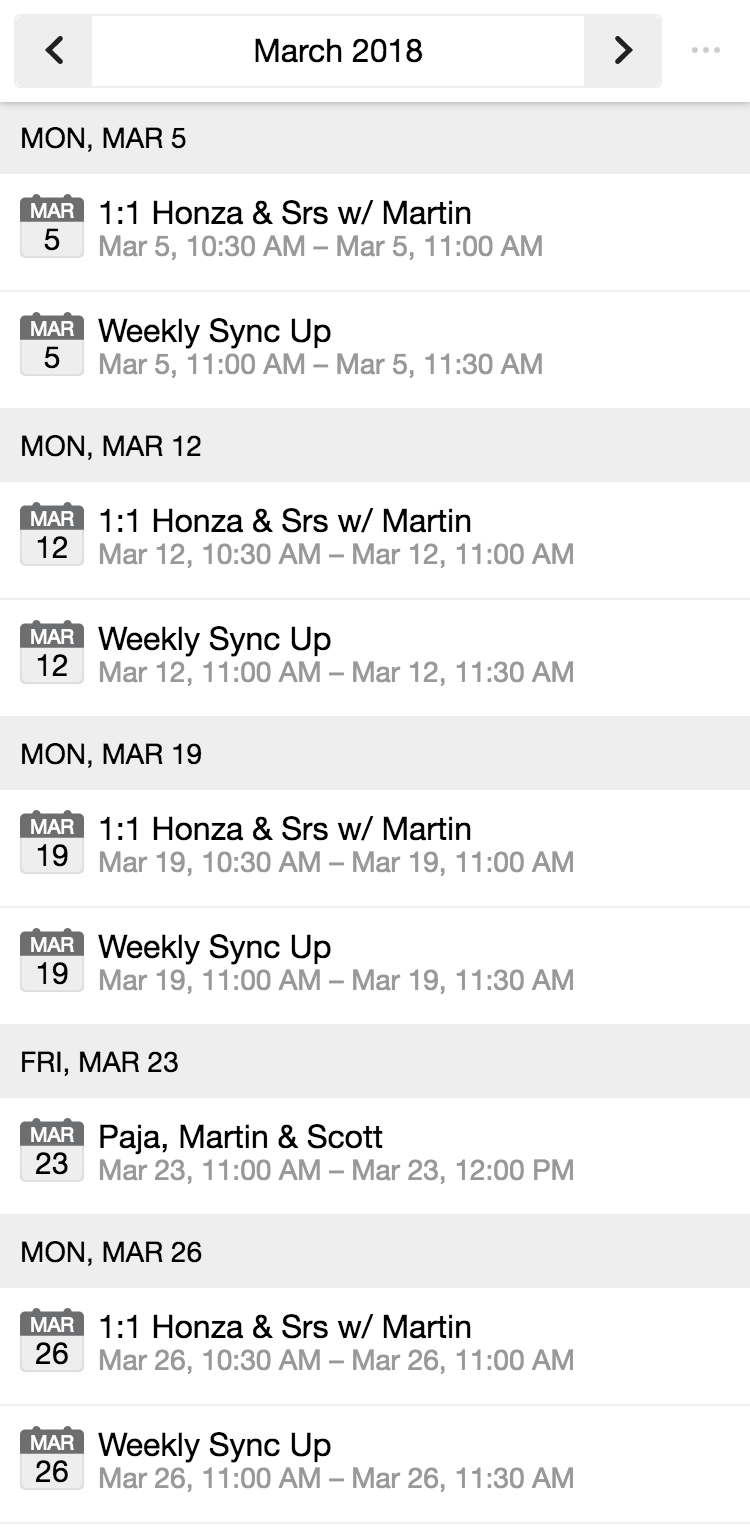 March 2018
MON, MAR 5
MAR
5
1:1 Honza & Srs w/ Martin
Mar 5, 10:30 AM – Mar 5, 11:00 AM
MAR
5
Weekly Sync Up
Mar 5, 11:00 AM – Mar 5, 11:30 AM
MON, MAR 12
MAR
12
1:1 Honza & Srs w/ Martin
Mar 12, 10:30 AM – Mar 12, 11:00 AM
MAR
12
Weekly Sync Up
Mar 12, 11:00 AM – Mar 12, 11:30 AM
MON, MAR 19
MAR
19
1:1 Honza & Srs w/ Martin
Mar 19, 10:30 AM – Mar 19, 11:00 AM
MAR
19
Weekly Sync Up
Mar 19, 11:00 AM – Mar 19, 11:30 AM
FRI, MAR 23
MAR
23
Paja, Martin & Scott
Mar 23, 11:00 AM – Mar 23, 12:00 PM
MON, MAR 26
MAR
26
1:1 Honza & Srs w/ Martin
Mar 26, 10:30 AM – Mar 26, 11:00 AM
MAR
26
Weekly Sync Up
Mar 26, 11:00 AM – Mar 26, 11:30 AM